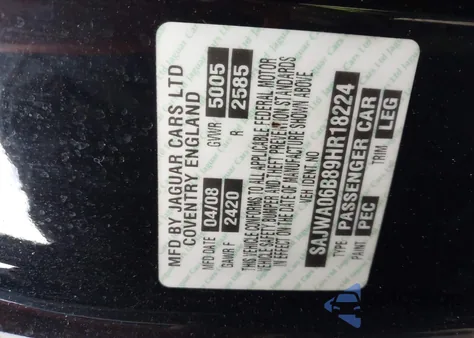 MFD BY JAGUAR CARS LTD
COVENTRY ENGLAND
MFD DATE 04/08 GVWR 5005
GAWR F 2420 R 2585
THIS VEHICLE CONFORMS TO ALL APPLICABLE FEDERAL MOTOR
VEHICLE SAFETY BUMPER AND THEFT PREVENTION STANDARDS
IN EFFECT ON THE DATE OF MANUFACTURE SHOWN ABOVE
VEH IDENT NO SAJWA06B89HR18224
TYPE: PASSENGER CAR
PAINT PEC TRIM LEG